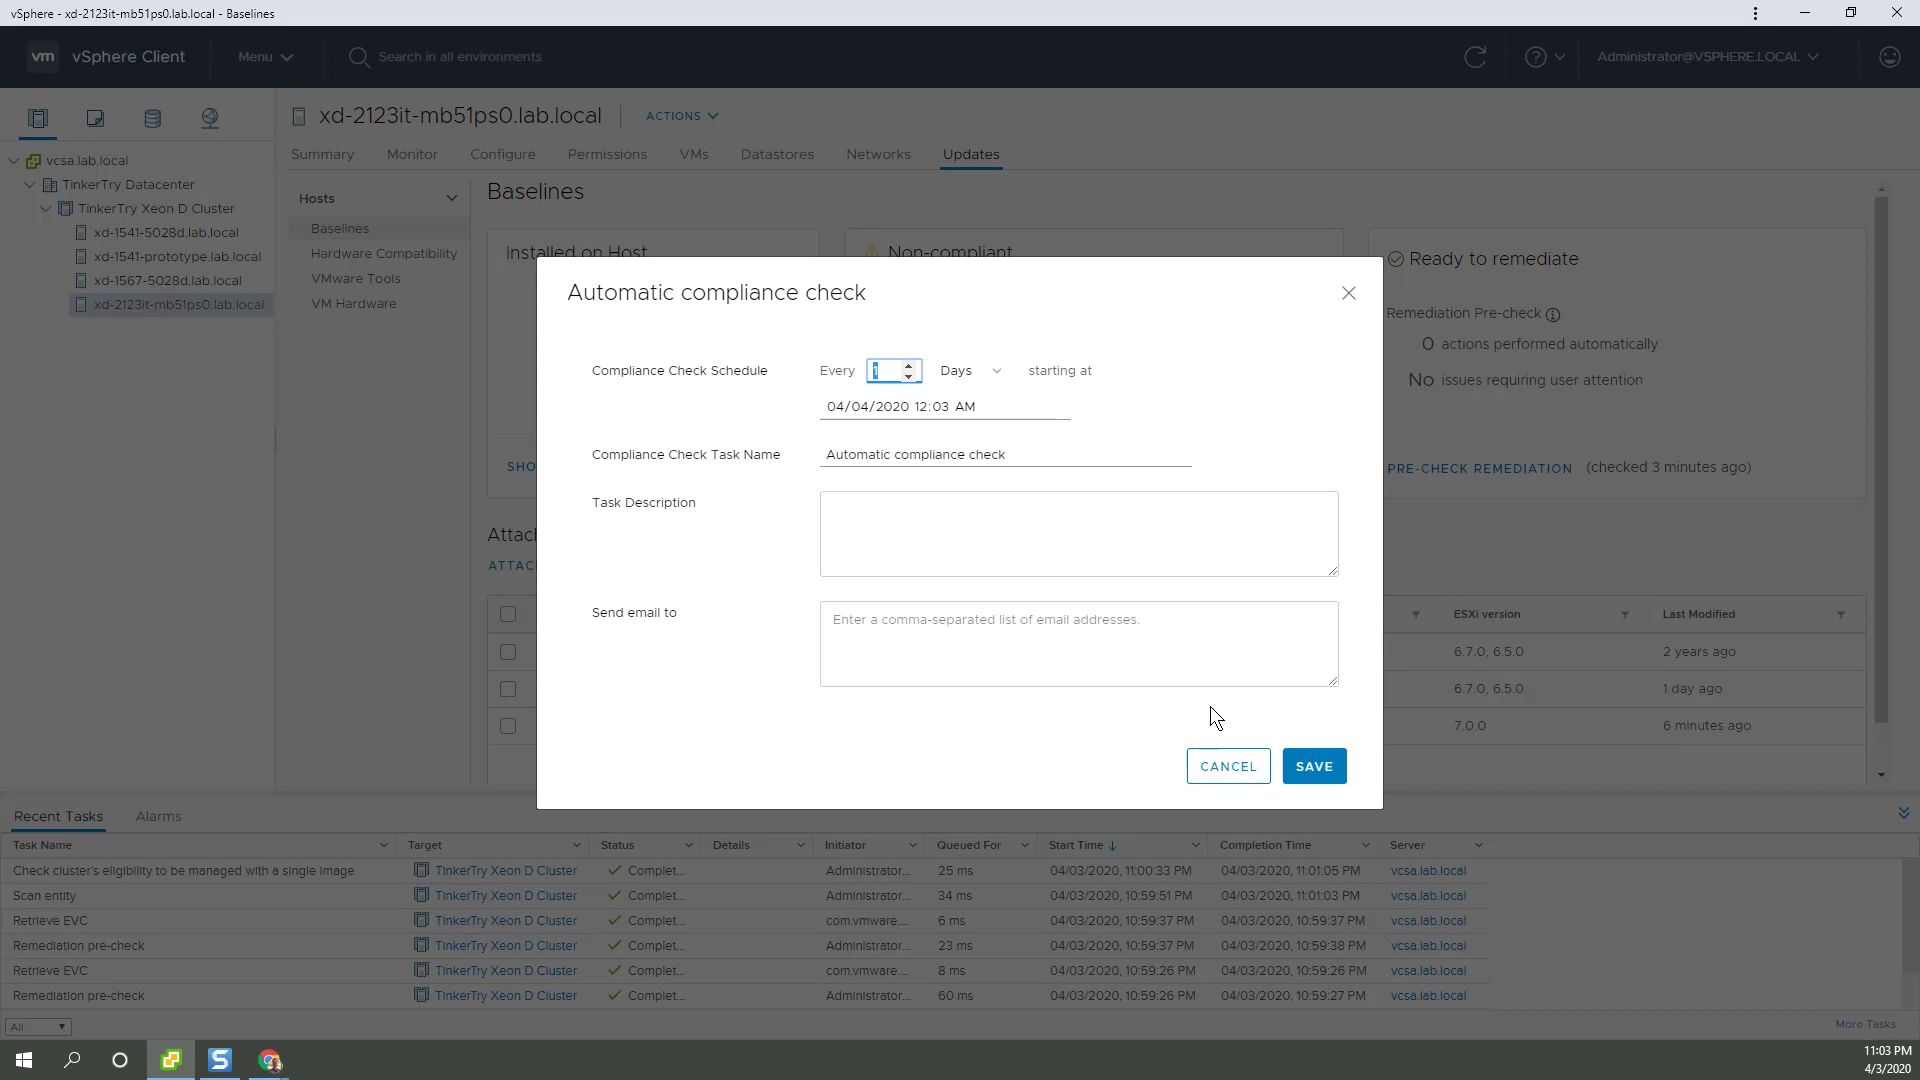 vSphere - xd-2123it-mb51ps0.lab.local - Baselines
vm vSphere Client Menu Search in all environments Administrator@VSPHERE.LOCAL
xd-2123it-mb51ps0.lab.local ACTIONS
Summary Monitor Configure Permissions VMs Datastores Networks Updates
vcsa.lab.local
TinkerTry Datacenter
TinkerTry Xeon D Cluster
xd-1541-5028d.lab.local
xd-1541-prototype.lab.local
xd-1567-5028d.lab.local
xd-2123it-mb51ps0.lab.local
Hosts
Baselines
Hardware Compatibility
VMware Tools
VM Hardware
Baselines
Installed on Host
Non-compliant
Ready to remediate
Remediation Pre-check
0 actions performed automatically
No issues requiring user attention
SHO
PRE-CHECK REMEDIATION (checked 3 minutes ago)
Attach
ATTAC
ESXi version Last Modified
6.7.0, 6.5.0 2 years ago
6.7.0, 6.5.0 1 day ago
7.0.0 6 minutes ago
Automatic compliance check
Compliance Check Schedule Every 1 Days starting at
04/04/2020 12:03 AM
Compliance Check Task Name Automatic compliance check
Task Description
Send email to Enter a comma-separated list of email addresses.
CANCEL SAVE
Recent Tasks Alarms
Task Name Target Status Details Initiator Queued For Start Time Completion Time Server
Check cluster's eligibility to be managed with a single image TinkerTry Xeon D Cluster Complet... Administrator... 25 ms 04/03/2020, 11:00:33 PM 04/03/2020, 11:01:05 PM vcsa.lab.local
Scan entity TinkerTry Xeon D Cluster Complet... Administrator... 34 ms 04/03/2020, 10:59:51 PM 04/03/2020, 11:01:03 PM vcsa.lab.local
Retrieve EVC TinkerTry Xeon D Cluster Complet... com.vmware.... 6 ms 04/03/2020, 10:59:37 PM 04/03/2020, 10:59:37 PM vcsa.lab.local
Remediation pre-check TinkerTry Xeon D Cluster Complet... Administrator... 23 ms 04/03/2020, 10:59:37 PM 04/03/2020, 10:59:38 PM vcsa.lab.local
Retrieve EVC TinkerTry Xeon D Cluster Complet... com.vmware.... 8 ms 04/03/2020, 10:59:26 PM 04/03/2020, 10:59:26 PM vcsa.lab.local
Remediation pre-check TinkerTry Xeon D Cluster Complet... Administrator... 60 ms 04/03/2020, 10:59:26 PM 04/03/2020, 10:59:27 PM vcsa.lab.local
All More Tasks
11:03 PM
4/3/2020